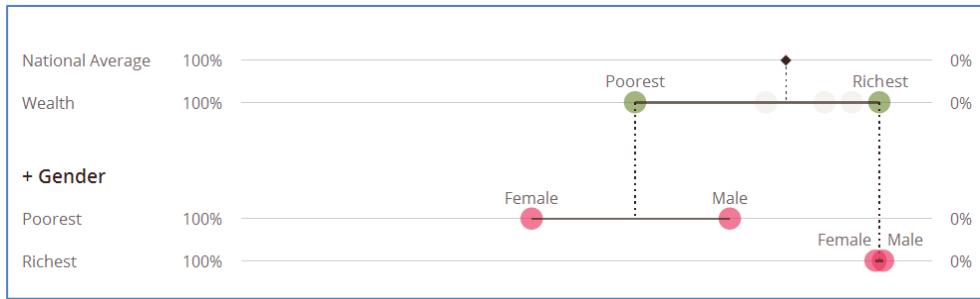 National Average 100% 0%
Poorest Richest
Wealth 100% 0%
+ Gender
Female Male
Poorest 100% 0%
Female Male
Richest 100% 0%